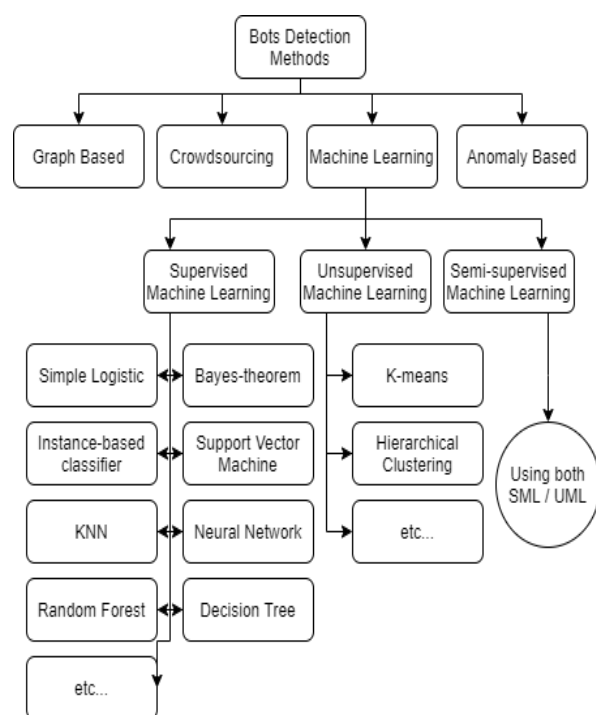 Bots Detection
Methods
Graph Based
Crowdsourcing
Machine Learning
Anomaly Based
Supervised
Machine Learning
Unsupervised
Machine Learning
Semi-supervised
Machine Learning
Simple Logistic
Bayes-theorem
K-means
Instance-based
classifier
Support Vector
Machine
Hierarchical
Clustering
Using both
SML / UML
KNN
Neural Network
etc...
Random Forest
Decision Tree
etc...